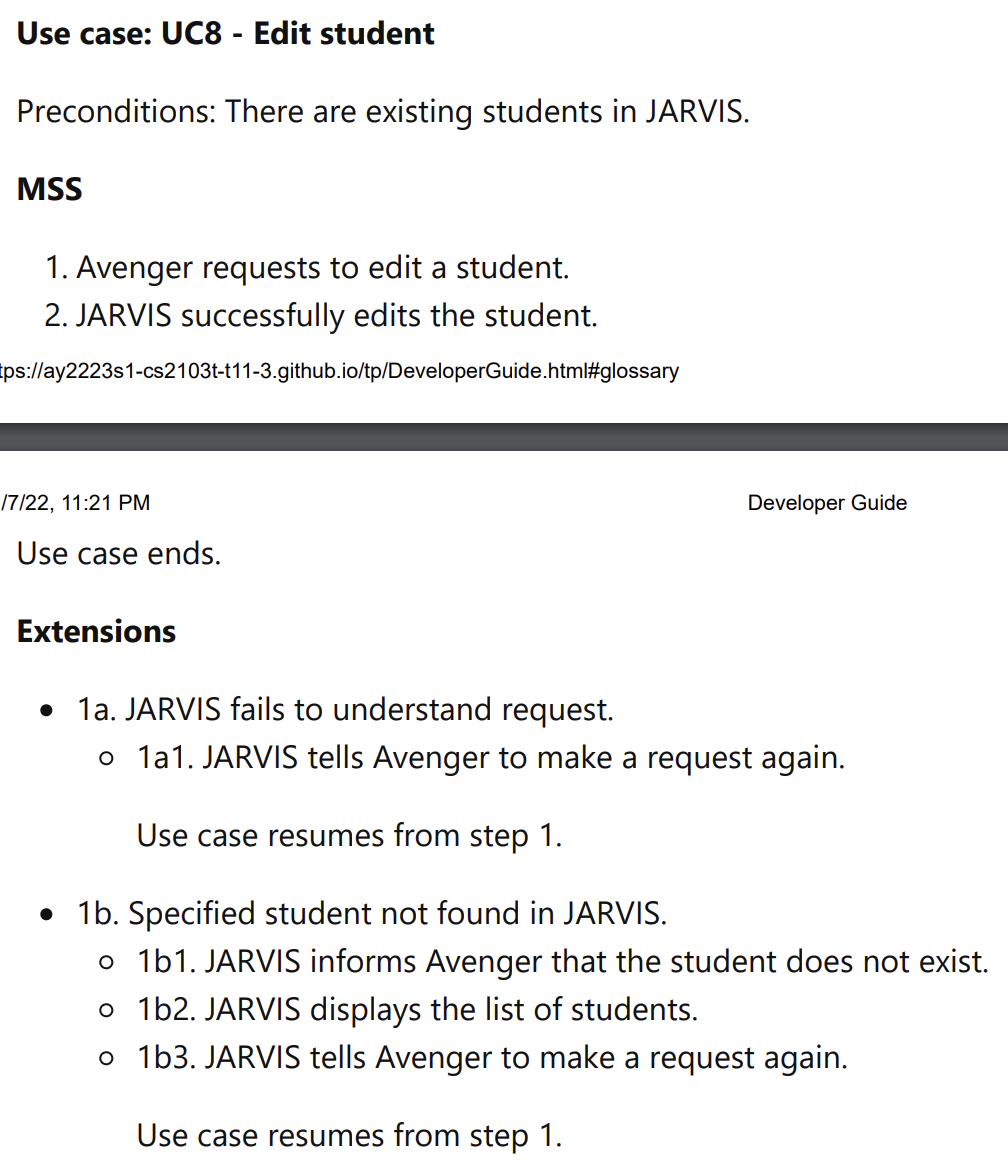 Use case: UC8 - Edit student
Preconditions: There are existing students in JARVIS.
MSS
1. Avenger requests to edit a student.
2. JARVIS successfully edits the student.
tps://ay2223s1-cs2103t-t11-3.github.io/tp/DeveloperGuide.html#glossary
/7/22, 11:21 PM Developer Guide
Use case ends.
Extensions
• 1a. JARVIS fails to understand request.
○ 1a1. JARVIS tells Avenger to make a request again.
Use case resumes from step 1.
• 1b. Specified student not found in JARVIS.
○ 1b1. JARVIS informs Avenger that the student does not exist.
○ 1b2. JARVIS displays the list of students.
○ 1b3. JARVIS tells Avenger to make a request again.
Use case resumes from step 1.